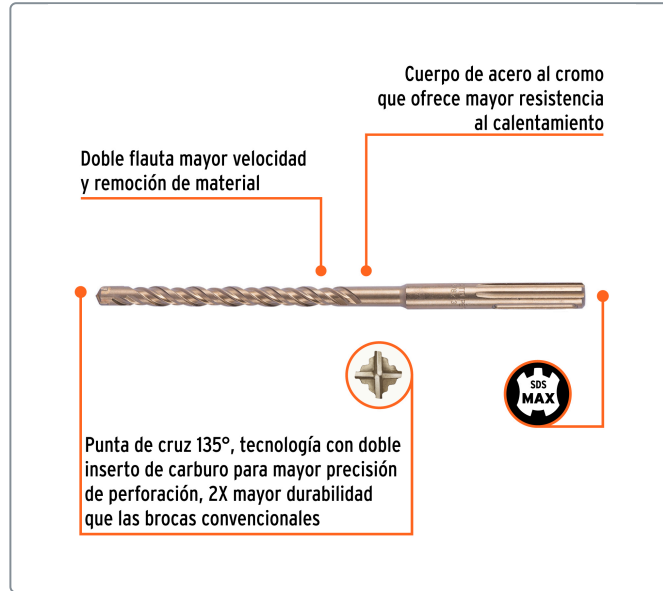 Cuerpo de acero al cromo
que ofrece mayor resistencia
al calentamiento
Doble flauta mayor velocidad
y remoción de material
SDS
MAX
Punta de cruz 135°, tecnología con doble
inserto de carburo para mayor precisión
de perforación, 2X mayor durabilidad
que las brocas convencionales